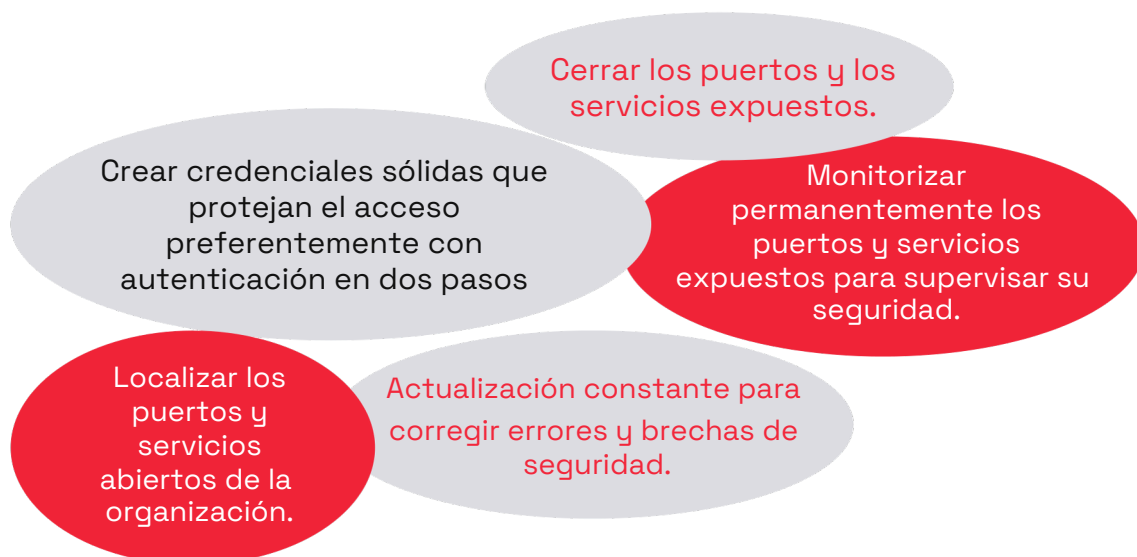 Cerrar los puertos y los
servicios expuestos.
Crear credenciales sólidas que
protejan el acceso
preferentemente con
autenticación en dos pasos
Monitorizar
permanentemente los
puertos y servicios
expuestos para supervisar su
seguridad.
Localizar los
puertos y
servicios
abiertos de la
organización.
Actualización constante para
corregir errores y brechas de
seguridad.